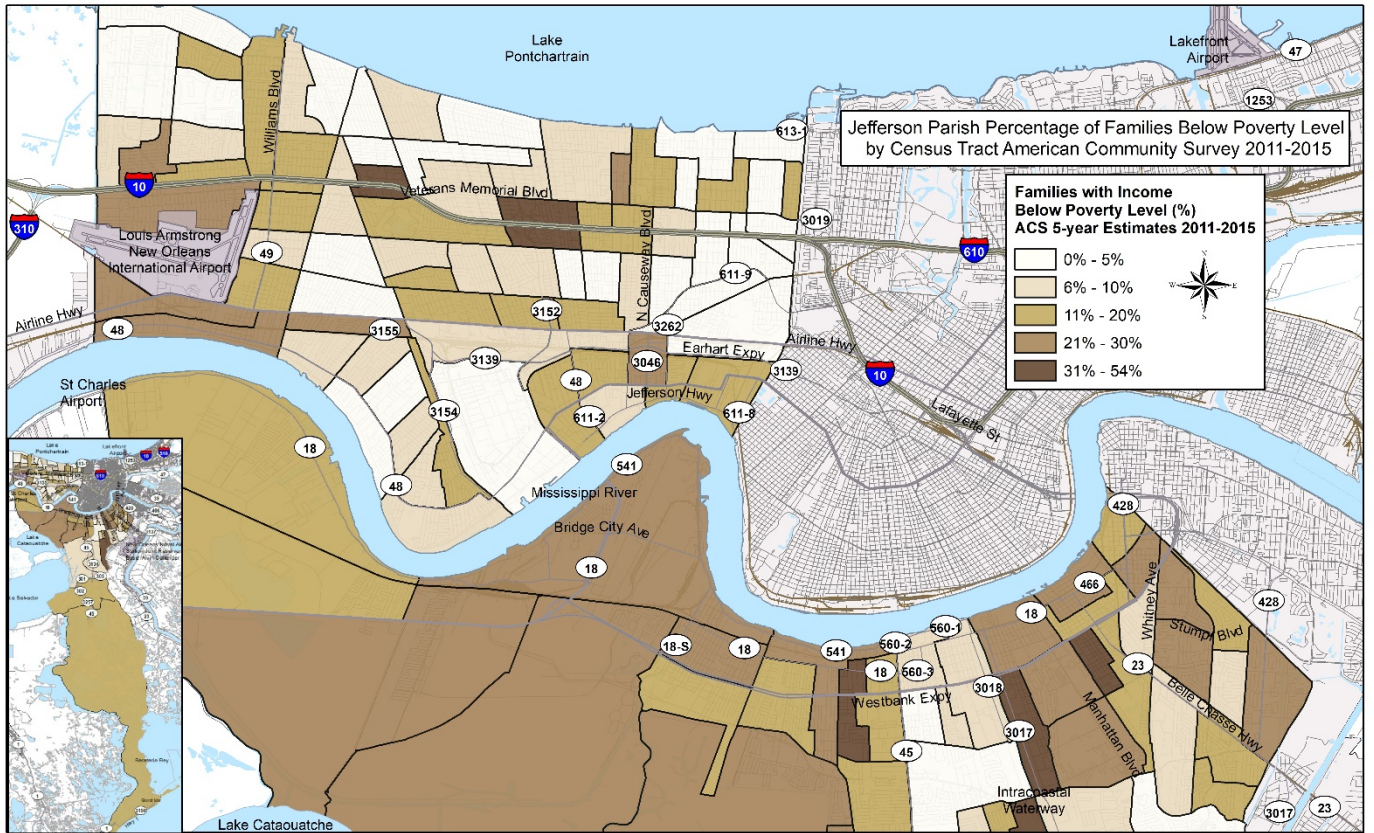 Lake
Pontchartrain
Lakefront
Airport
47
1253
613-1
Jefferson Parish Percentage of Families Below Poverty Level
by Census Tract American Community Survey 2011-2015
Families with Income
Below Poverty Level (%)
ACS 5-year Estimates 2011-2015
0% - 5%
6% - 10%
11% - 20%
21% - 30%
31% - 54%
N
W
E
S
Williams Blvd
10
Veterans Memorial Blvd
310
3019
610
Louis Armstrong
New Orleans
International Airport
49
N Causeway Blvd
611-9
Airline Hwy
48
3155
3152
3262
Airline Hwy
3139
3046
Earhart Expy
3139
10
St Charles
Airport
48
Jefferson Hwy
3154
611-2
611-8
Lafayette St
18
541
48
Mississippi River
Bridge City Ave
428
18
466
Whitney Ave
428
18
560-1
Stumpf Blvd
18-S
18
541
560-2
18
560-3
23
Westbank Expy
3018
Belle Chasse Hwy
45
3017
Manhattan Blvd
Intracoastal
Waterway
3017
23
Lake Cataouatche
Lake
Pontchartrain
Lake
Cataouatche